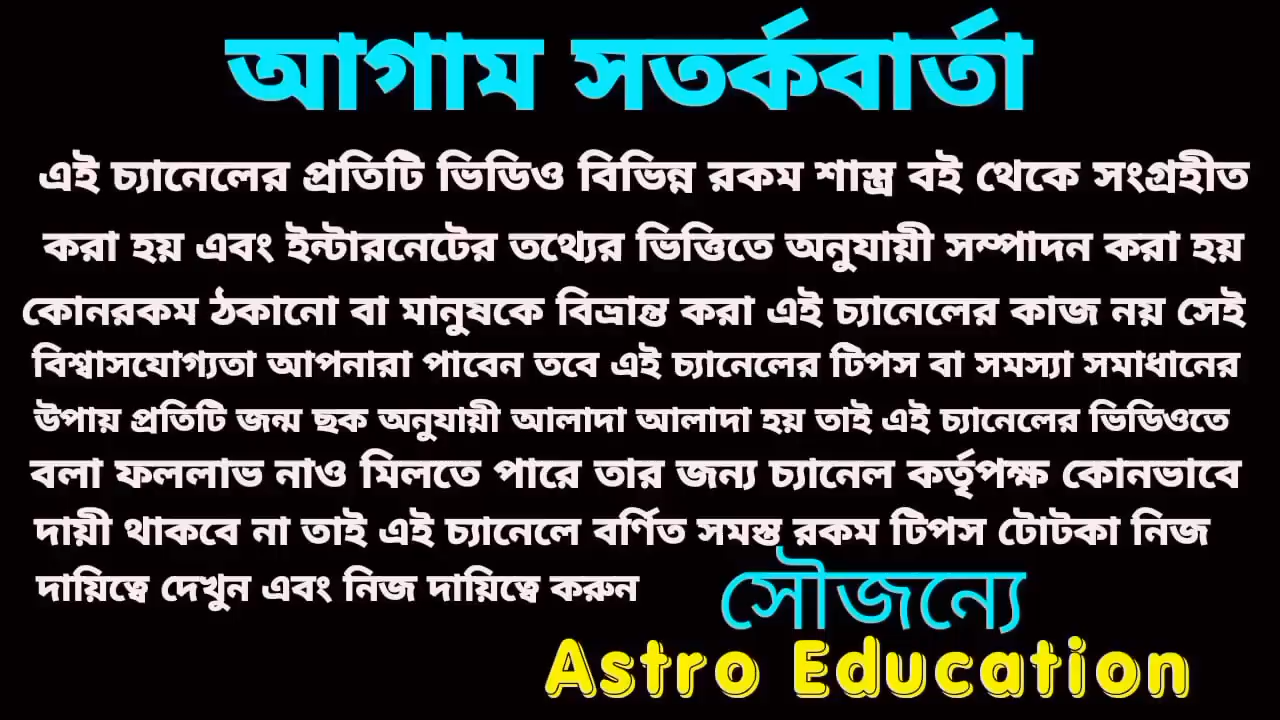 আগাম সতর্কবার্তা
এই চ্যানেলের প্রতিটি ভিডিও বিভিন্ন রকম শাস্ত্র বই থেকে সংগ্রহীত
করা হয় এবং ইন্টারনেটের তথ্যের ভিত্তিতে অনুযায়ী সম্পাদন করা হয়
কোনরকম ঠকানো বা মানুষকে বিভ্রান্ত করা এই চ্যানেলের কাজ নয় সেই
বিশ্বাসযোগ্যতা আপনারা পাবেন তবে এই চ্যানেলের টিপস বা সমস্যা সমাধানের
উপায় প্রতিটি জন্ম ছক অনুযায়ী আলাদা আলাদা হয় তাই এই চ্যানেলের ভিডিওতে
বলা ফললাভ নাও মিলতে পারে তার জন্য চ্যানেল কর্তৃপক্ষ কোনভাবে
দায়ী থাকবে না তাই এই চ্যানেলে বর্ণিত সমস্ত রকম টিপস টোটকা নিজ
দায়িত্বে দেখুন এবং নিজ দায়িত্বে করুন
সৌজন্যে
Astro Education